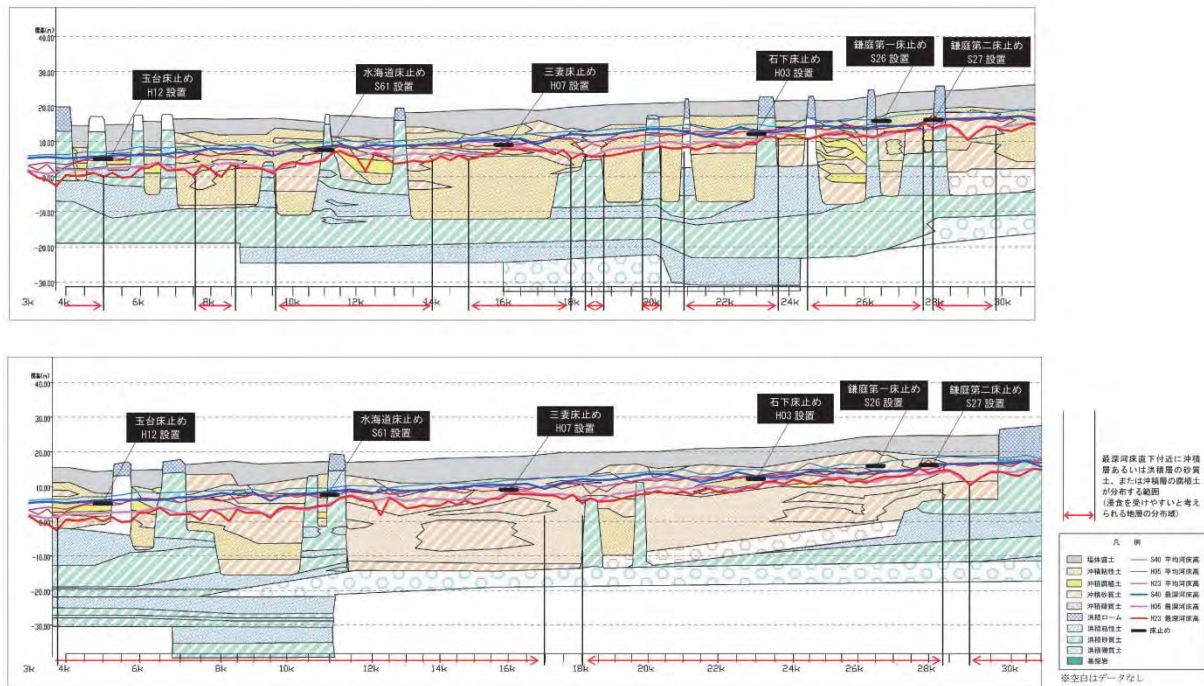 標高(m)
40.00
30.00
20.00
10.00
0.00
-10.00
-20.00
-30.00
玉台床止め
H12 設置
水海道床止め
S61 設置
三妻床止め
H07 設置
石下床止め
H03 設置
鎌庭第一床止め
S26 設置
鎌庭第二床止め
S27 設置
3k 4k 6k 8k 10k 12k 14k 16k 18k 20k 22k 24k 26k 28k 30k
標高(m)
40.00
30.00
20.00
10.00
0.00
-10.00
-20.00
-30.00
玉台床止め
H12 設置
水海道床止め
S61 設置
三妻床止め
H07 設置
石下床止め
H03 設置
鎌庭第一床止め
S26 設置
鎌庭第二床止め
S27 設置
3k 4k 6k 8k 10k 12k 14k 16k 18k 20k 22k 24k 26k 28k 30k
最深河床直下付近に沖積
層あるいは洪積層の砂質
土、または沖積層の腐植土
が分布する範囲
(浸食を受けやすいと考え
られる地層の分布域)
凡 例
堤体盛土
沖積粘性土
沖積腐植土
沖積砂質土
沖積礫質土
洪積ローム
洪積粘性土
洪積砂質土
洪積礫質土
基盤岩
S40 平均河床高
H05 平均河床高
H23 平均河床高
S40 最深河床高
H05 最深河床高
H23 最深河床高
床止め
※空白はデータなし